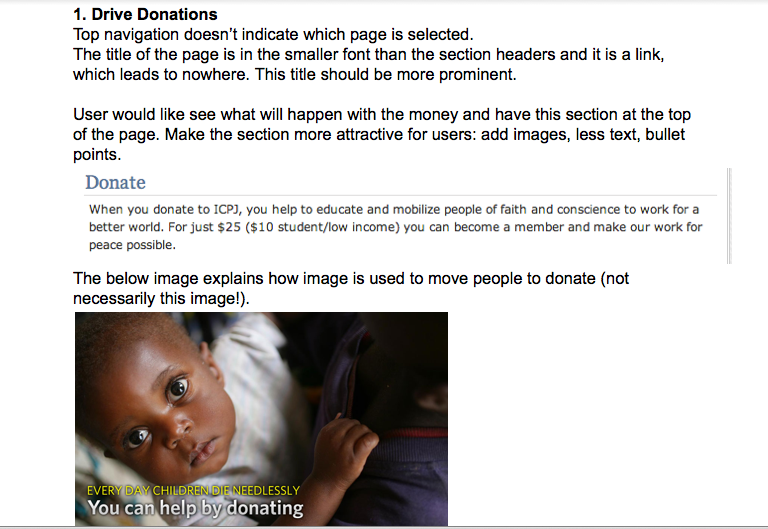 1. Drive Donations
Top navigation doesn't indicate which page is selected.
The title of the page is in the smaller font than the section headers and it is a link,
which leads to nowhere. This title should be more prominent.
User would like see what will happen with the money and have this section at the top
of the page. Make the section more attractive for users: add images, less text, bullet
points.
Donate
When you donate to ICPJ, you help to educate and mobilize people of faith and conscience to work for a
better world. For just $25 ($10 student/low income) you can become a member and make our work for
peace possible.
The below image explains how image is used to move people to donate (not
necessarily this image!).
EVERY DAY CHILDREN DIE NEEDLESSLY
You can help by donating